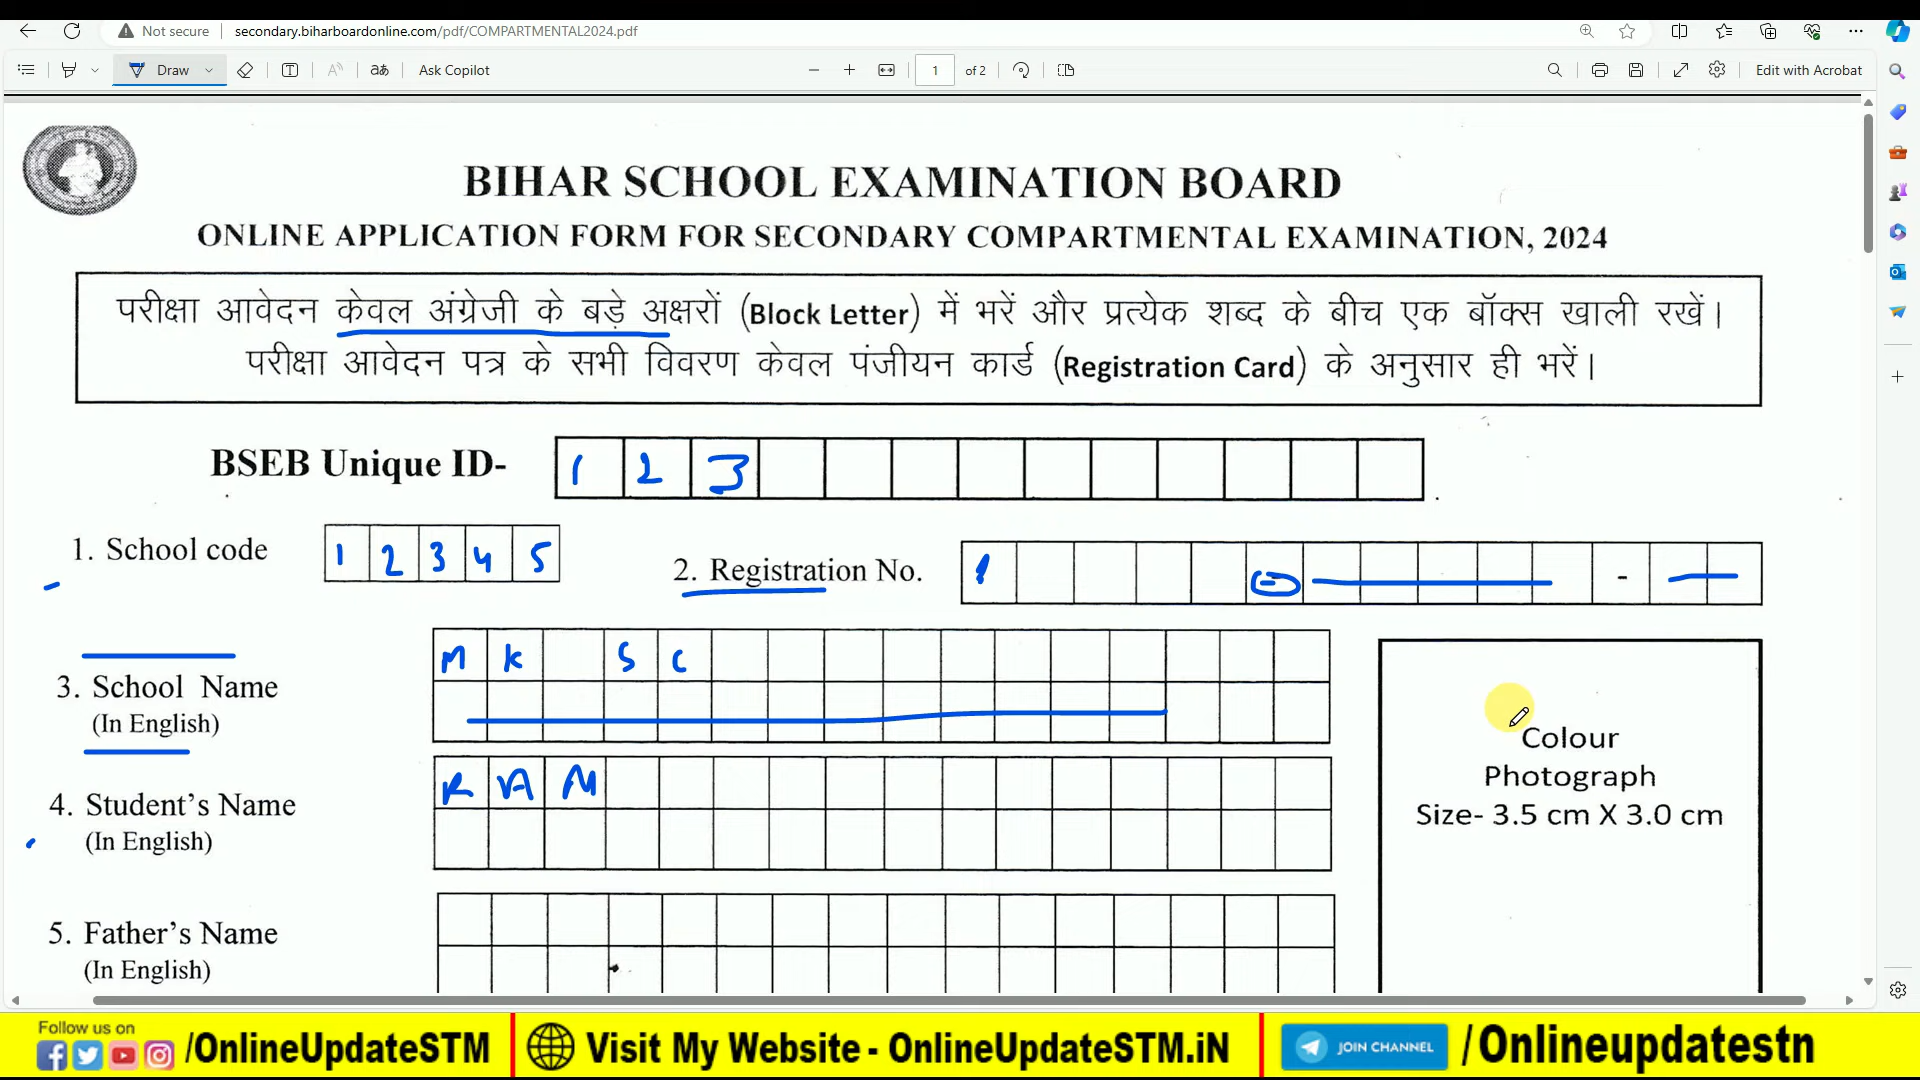 Not secure
secondary.biharboardonline.com/pdf/COMPARTMENTAL2024.pdf
Draw
Ask Copilot
1 of 2
Edit with Acrobat
BIHAR SCHOOL EXAMINATION BOARD
ONLINE APPLICATION FORM FOR SECONDARY COMPARTMENTAL EXAMINATION, 2024
परीक्षा आवेदन केवल अंग्रेजी के बड़े अक्षरों (Block Letter) में भरें और प्रत्येक शब्द के बीच एक बॉक्स खाली रखें।
परीक्षा आवेदन पत्र के सभी विवरण केवल पंजीयन कार्ड (Registration Card) के अनुसार ही भरें।
BSEB Unique ID- 1 2 3
1. School code 1 2 3 4 5
2. Registration No. 1 - -
3. School Name M K S C
(In English)
4. Student's Name R A M
(In English)
Colour
Photograph
Size- 3.5 cm X 3.0 cm
5. Father's Name
(In English)
Follow us on
/OnlineUpdateSTM
Visit My Website - OnlineUpdateSTM.iN
JOIN CHANNEL
/Onlineupdatestn